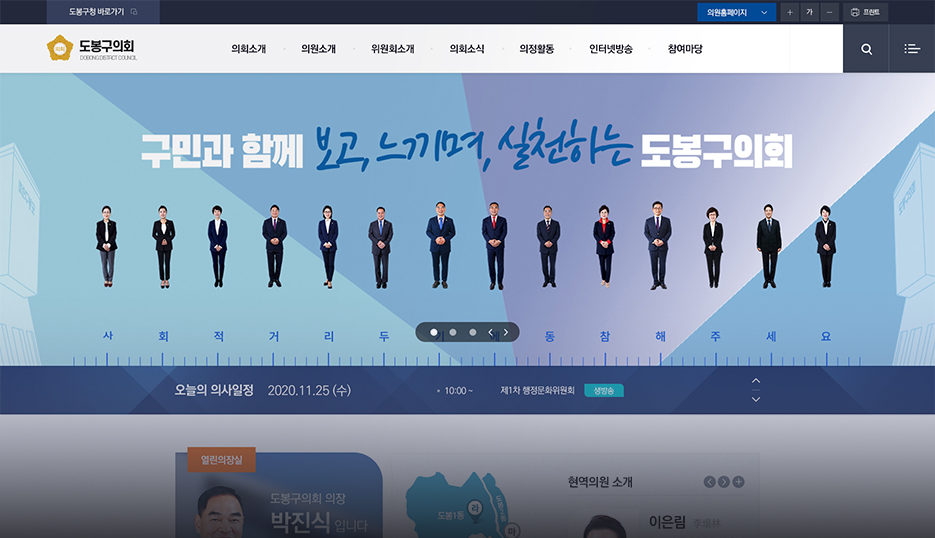 도봉구청 바로가기
의원홈페이지
+ 가 −
프린트
도봉구의회
DOBONG DISTRICT COUNCIL
의회소개 의원소개 위원회소개 의회소식 의정활동 인터넷방송 참여마당
구민과 함께 보고, 느끼며, 실천하는 도봉구의회
사 회 적 거 리 두 기 에 동 참 해 주 세 요
오늘의 의사일정 2020.11.25 (수) 10:00 ~ 제1차 행정문화위원회 생방송
열린의장실
도봉구의회 의장
박진식 입니다
도봉1동
라
마
현역의원 소개
이은림